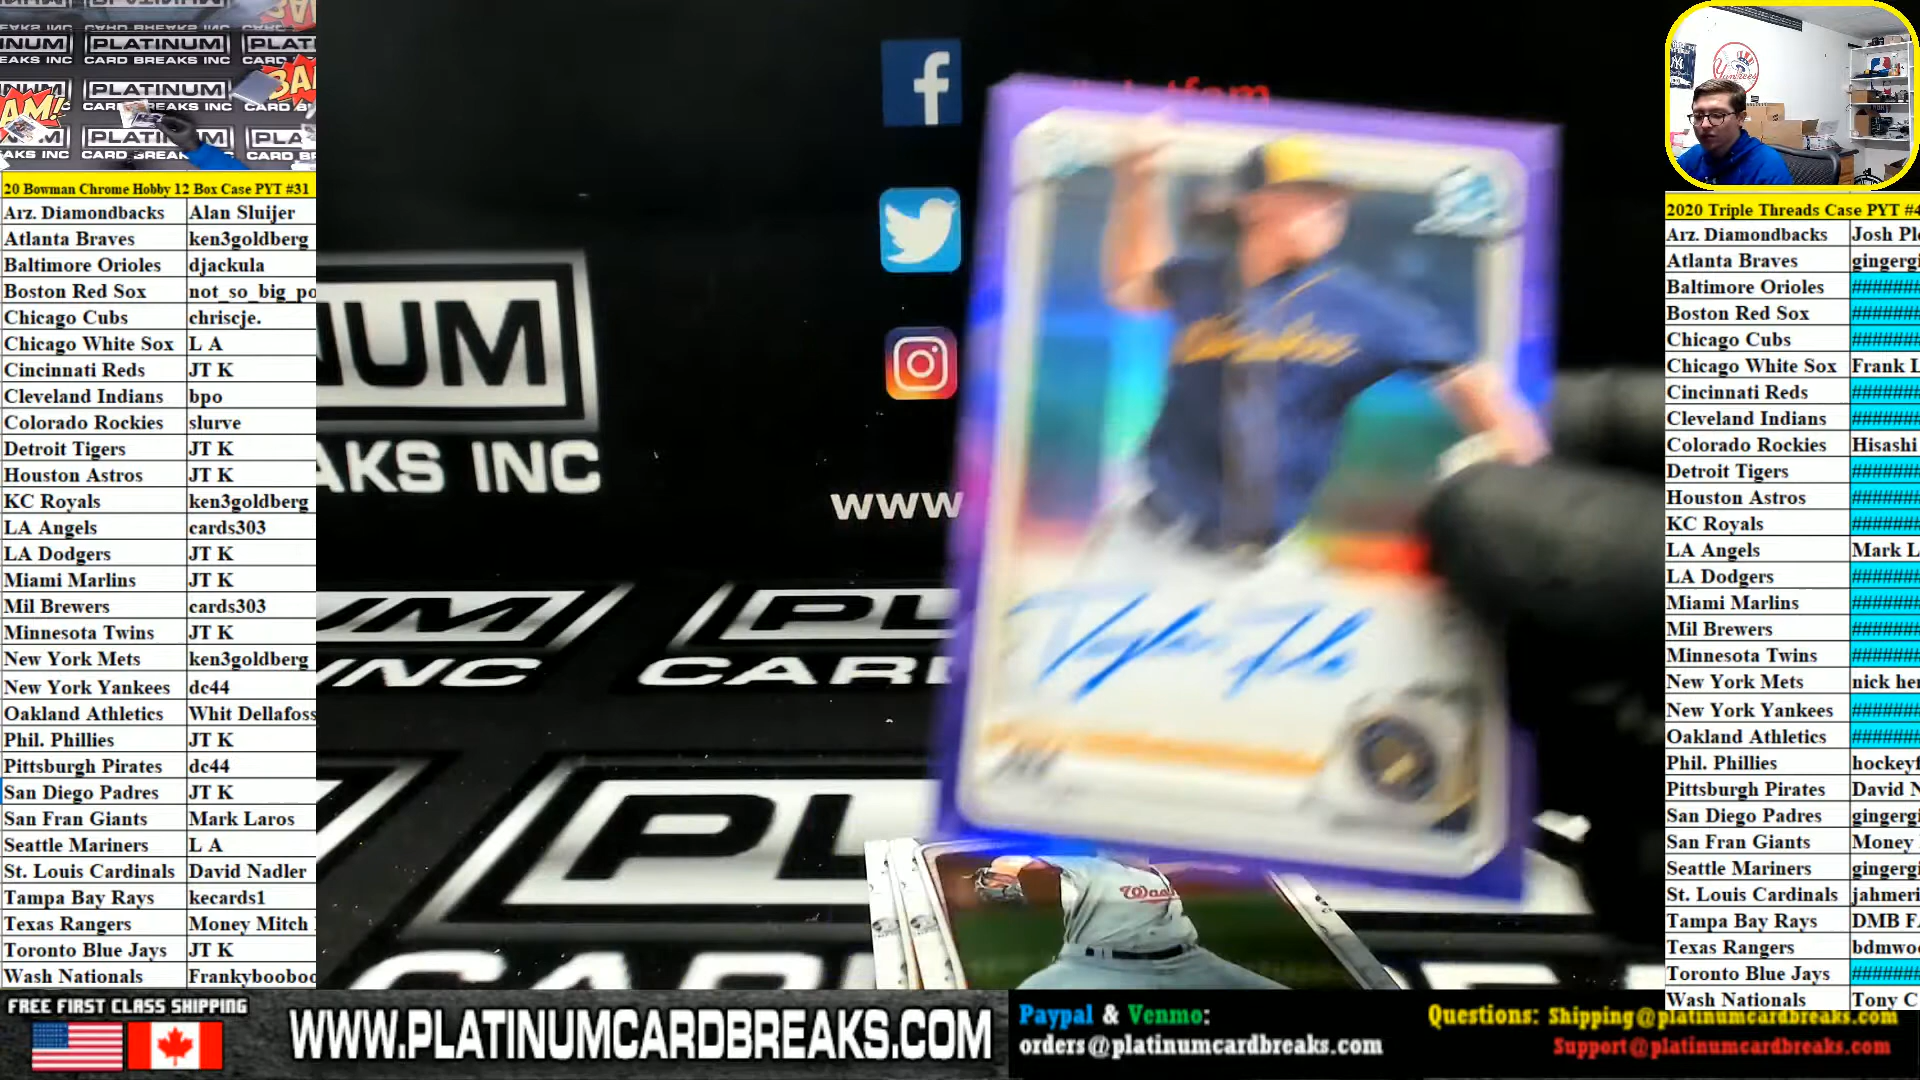 PLATINUM
CARD BREAKS INC
20 Bowman Chrome Hobby 12 Box Case PYT #31
Arz. Diamondbacks Alan Sluijer
Atlanta Braves ken3goldberg
Baltimore Orioles djackula
Boston Red Sox not_so_big_po
Chicago Cubs chriscje.
Chicago White Sox L A
Cincinnati Reds JT K
Cleveland Indians bpo
Colorado Rockies slurve
Detroit Tigers JT K
Houston Astros JT K
KC Royals ken3goldberg
LA Angels cards303
LA Dodgers JT K
Miami Marlins JT K
Mil Brewers cards303
Minnesota Twins JT K
New York Mets ken3goldberg
New York Yankees dc44
Oakland Athletics Whit Dellafoss
Phil. Phillies JT K
Pittsburgh Pirates dc44
San Diego Padres JT K
San Fran Giants Mark Laros
Seattle Mariners L A
St. Louis Cardinals David Nadler
Tampa Bay Rays kecards1
Texas Rangers Money Mitch
Toronto Blue Jays JT K
Wash Nationals Frankybooboo
NUM
AKS INC
WWW
UM
INC
PL
CARD
PL
CARD
Yankees
2020 Triple Threads Case PYT #4
Arz. Diamondbacks Josh Ple
Atlanta Braves gingergi
Baltimore Orioles #######
Boston Red Sox #######
Chicago Cubs #######
Chicago White Sox Frank L
Cincinnati Reds #######
Cleveland Indians #######
Colorado Rockies Hisashi
Detroit Tigers #######
Houston Astros #######
KC Royals #######
LA Angels Mark L
LA Dodgers #######
Miami Marlins #######
Mil Brewers #######
Minnesota Twins #######
New York Mets nick her
New York Yankees #######
Oakland Athletics #######
Phil. Phillies hockeyf
Pittsburgh Pirates David N
San Diego Padres gingergi
San Fran Giants Money
Seattle Mariners gingergi
St. Louis Cardinals jahmeri
Tampa Bay Rays DMB F
Texas Rangers bdmwoo
Toronto Blue Jays #######
Wash Nationals Tony C
FREE FIRST CLASS SHIPPING
WWW.PLATINUMCARDBREAKS.COM
Paypal & Venmo:
orders@platinumcardbreaks.com
Questions: Shipping@platinumcardbreaks.com
Support@platinumcardbreaks.com